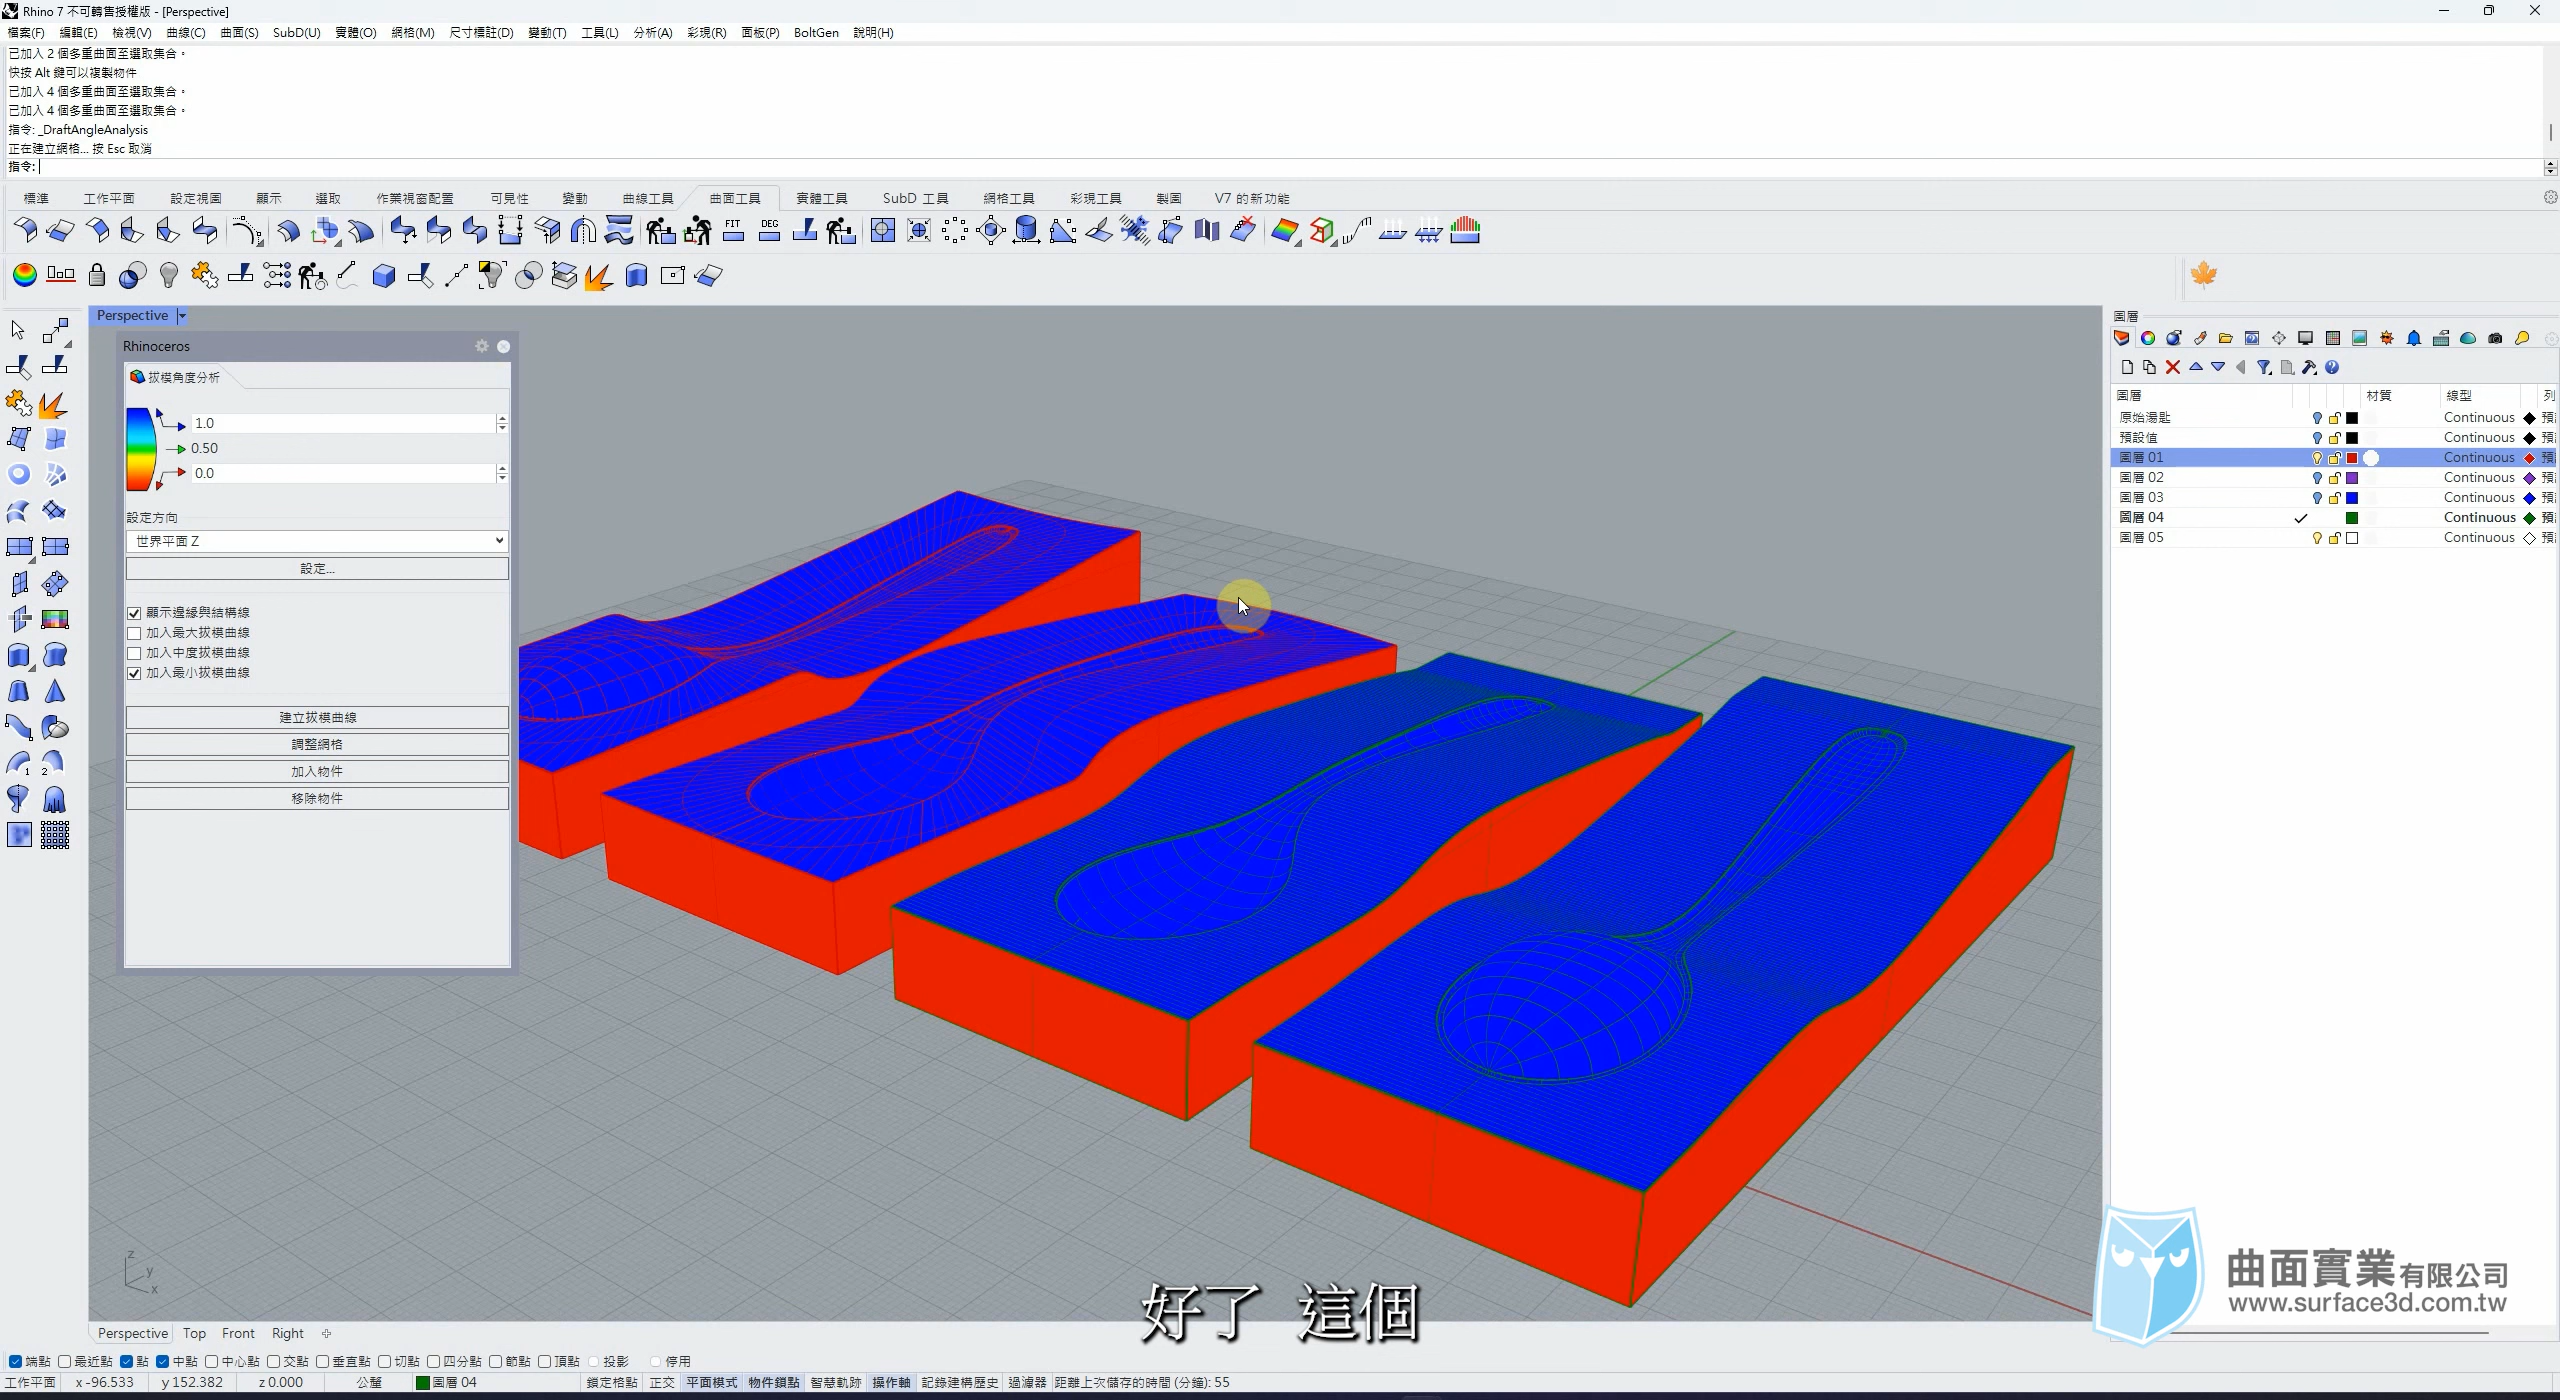 Rhino 7 不可轉售授權版 - [Perspective]
檔案(F) 編輯(E) 檢視(V) 曲線(C) 曲面(S) SubD(U) 實體(O) 網格(M) 尺寸標註(D) 變動(T) 工具(L) 分析(A) 彩現(R) 面板(P) BoltGen 說明(H)
已加入 2 個多重曲面至選取集合。
快按 Alt 鍵可以複製物件
已加入 4 個多重曲面至選取集合。
已加入 4 個多重曲面至選取集合。
指令: _DraftAngleAnalysis
正在建立網格... 按 Esc 取消
指令:
標準 工作平面 設定視圖 顯示 選取 作業視窗配置 可見性 變動 曲線工具 曲面工具 實體工具 SubD 工具 網格工具 彩現工具 製圖 V7 的新功能
FIT DEG
Perspective
Rhinoceros
拔模角度分析
1.0
0.50
0.0
設定方向
世界平面 Z
設定...
顯示邊緣與結構線
加入最大拔模曲線
加入中度拔模曲線
加入最小拔模曲線
建立拔模曲線
調整網格
加入物件
移除物件
1 2
圖層
圖層 材質 線型 列
原始湯匙 Continuous 預
預設值 Continuous 預
圖層 01 Continuous 預
圖層 02 Continuous 預
圖層 03 Continuous 預
圖層 04 Continuous 預
圖層 05 Continuous 預
z
y
x
好了 這個
曲面實業有限公司
www.surface3d.com.tw
Perspective Top Front Right
端點 最近點 點 中點 中心點 交點 垂直點 切點 四分點 節點 頂點 投影 停用
工作平面 x -96.533 y 152.382 z 0.000 公釐 圖層 04 鎖定格點 正交 平面模式 物件鎖點 智慧軌跡 操作軸 記錄建構歷史 過濾器 距離上次儲存的時間 (分鐘): 55